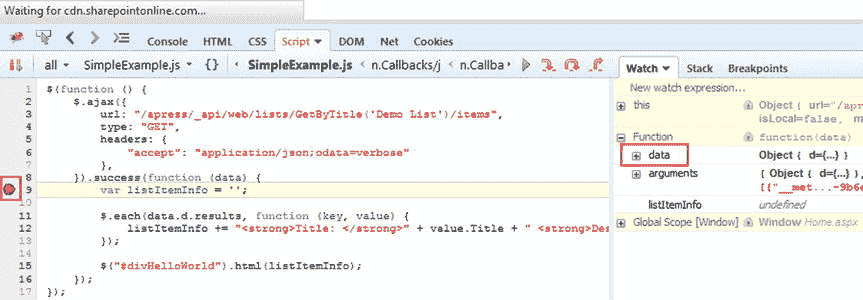 Waiting for cdn.sharepointonline.com...
Console HTML CSS Script DOM Net Cookies
all SimpleExample.js {} SimpleExample.js n.Callbacks/j n.Callba
Watch Stack Breakpoints
New watch expression...
this Object { url="/apr
isLocal=false, m
Function function(data)
data Object { d={...} }
arguments [ Object { d={...} },
[{"__met...-9b6e
listItemInfo undefined
Global Scope [Window] Window Home.aspx
1 $(function () {
2 $.ajax({
3 url: "/apress/_api/web/lists/GetByTitle('Demo List')/items",
4 type: "GET",
5 headers: {
6 "accept": "application/json;odata=verbose"
7 },
8 }).success(function (data) {
9 var listItemInfo = '';
11 $.each(data.d.results, function (key, value) {
12 listItemInfo += "<strong>Title: </strong>" + value.Title + " <strong>Des
13 });
15 $("#divHelloWorld").html(listItemInfo);
16 });
17 });